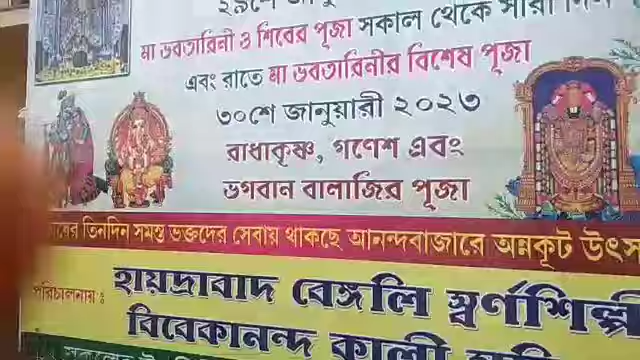 ২৯শে
মা ভবতারিনী ও শিবের পূজা সকাল থেকে সারা দিন
এবং রাতে মা ভবতারিনীর বিশেষ পূজা
৩০শে জানুয়ারী ২০২৩
রাধাকৃষ্ণ, গণেশ এবং
ভগবান বালাজির পূজা
তিনদিন সমস্ত ভক্তদের সেবায় থাকছে আনন্দবাজারে অন্নকূট উৎস
পরিচালনায় : হায়দ্রাবাদ বেঙ্গলি স্বর্ণশিল্পী
বিবেকানন্দ কালী